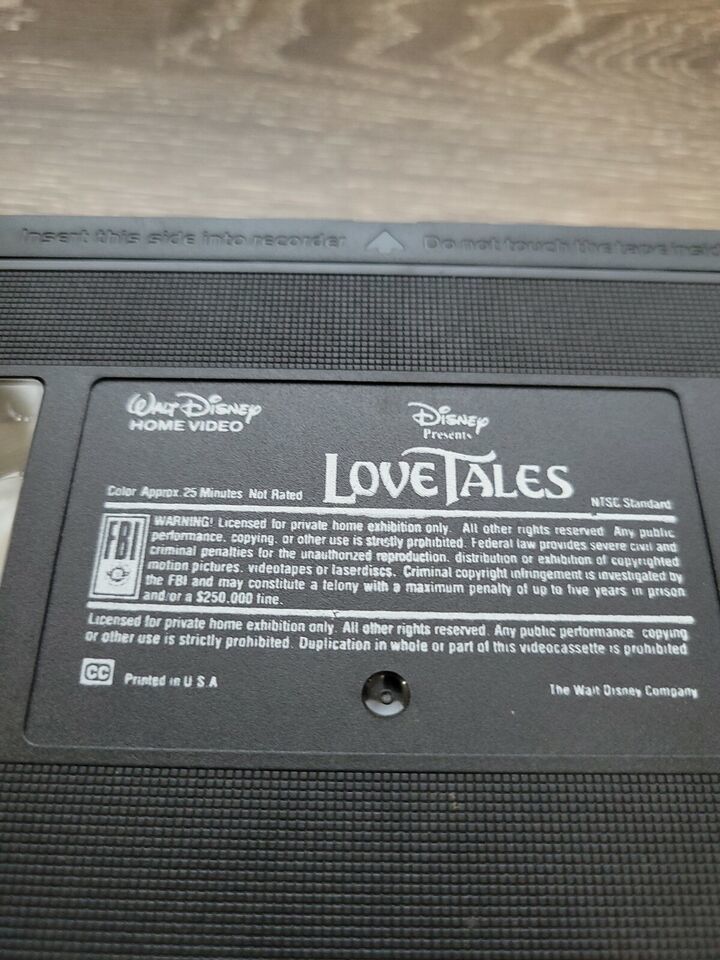 Insert this side into recorder Do not touch the tape insid
WALT DISNEY
HOME VIDEO
DISNEY
Presents
LOVE TALES
Color Approx. 25 Minutes Not Rated
NTSC Standard
FBI
WARNING! Licensed for private home exhibition only. All other rights reserved. Any public
performance, copying, or other use is strictly prohibited. Federal law provides severe civil and
criminal penalties for the unauthorized reproduction, distribution or exhibition of copyrighted
motion pictures, videotapes or laserdiscs. Criminal copyright infringement is investigated by
the FBI and may constitute a felony with a maximum penalty of up to five years in prison
and/or a $250,000 fine.
Licensed for private home exhibition only. All other rights reserved. Any public performance, copying
or other use is strictly prohibited. Duplication in whole or part of this videocassette is prohibited
CC Printed in U.S.A
The Walt Disney Company